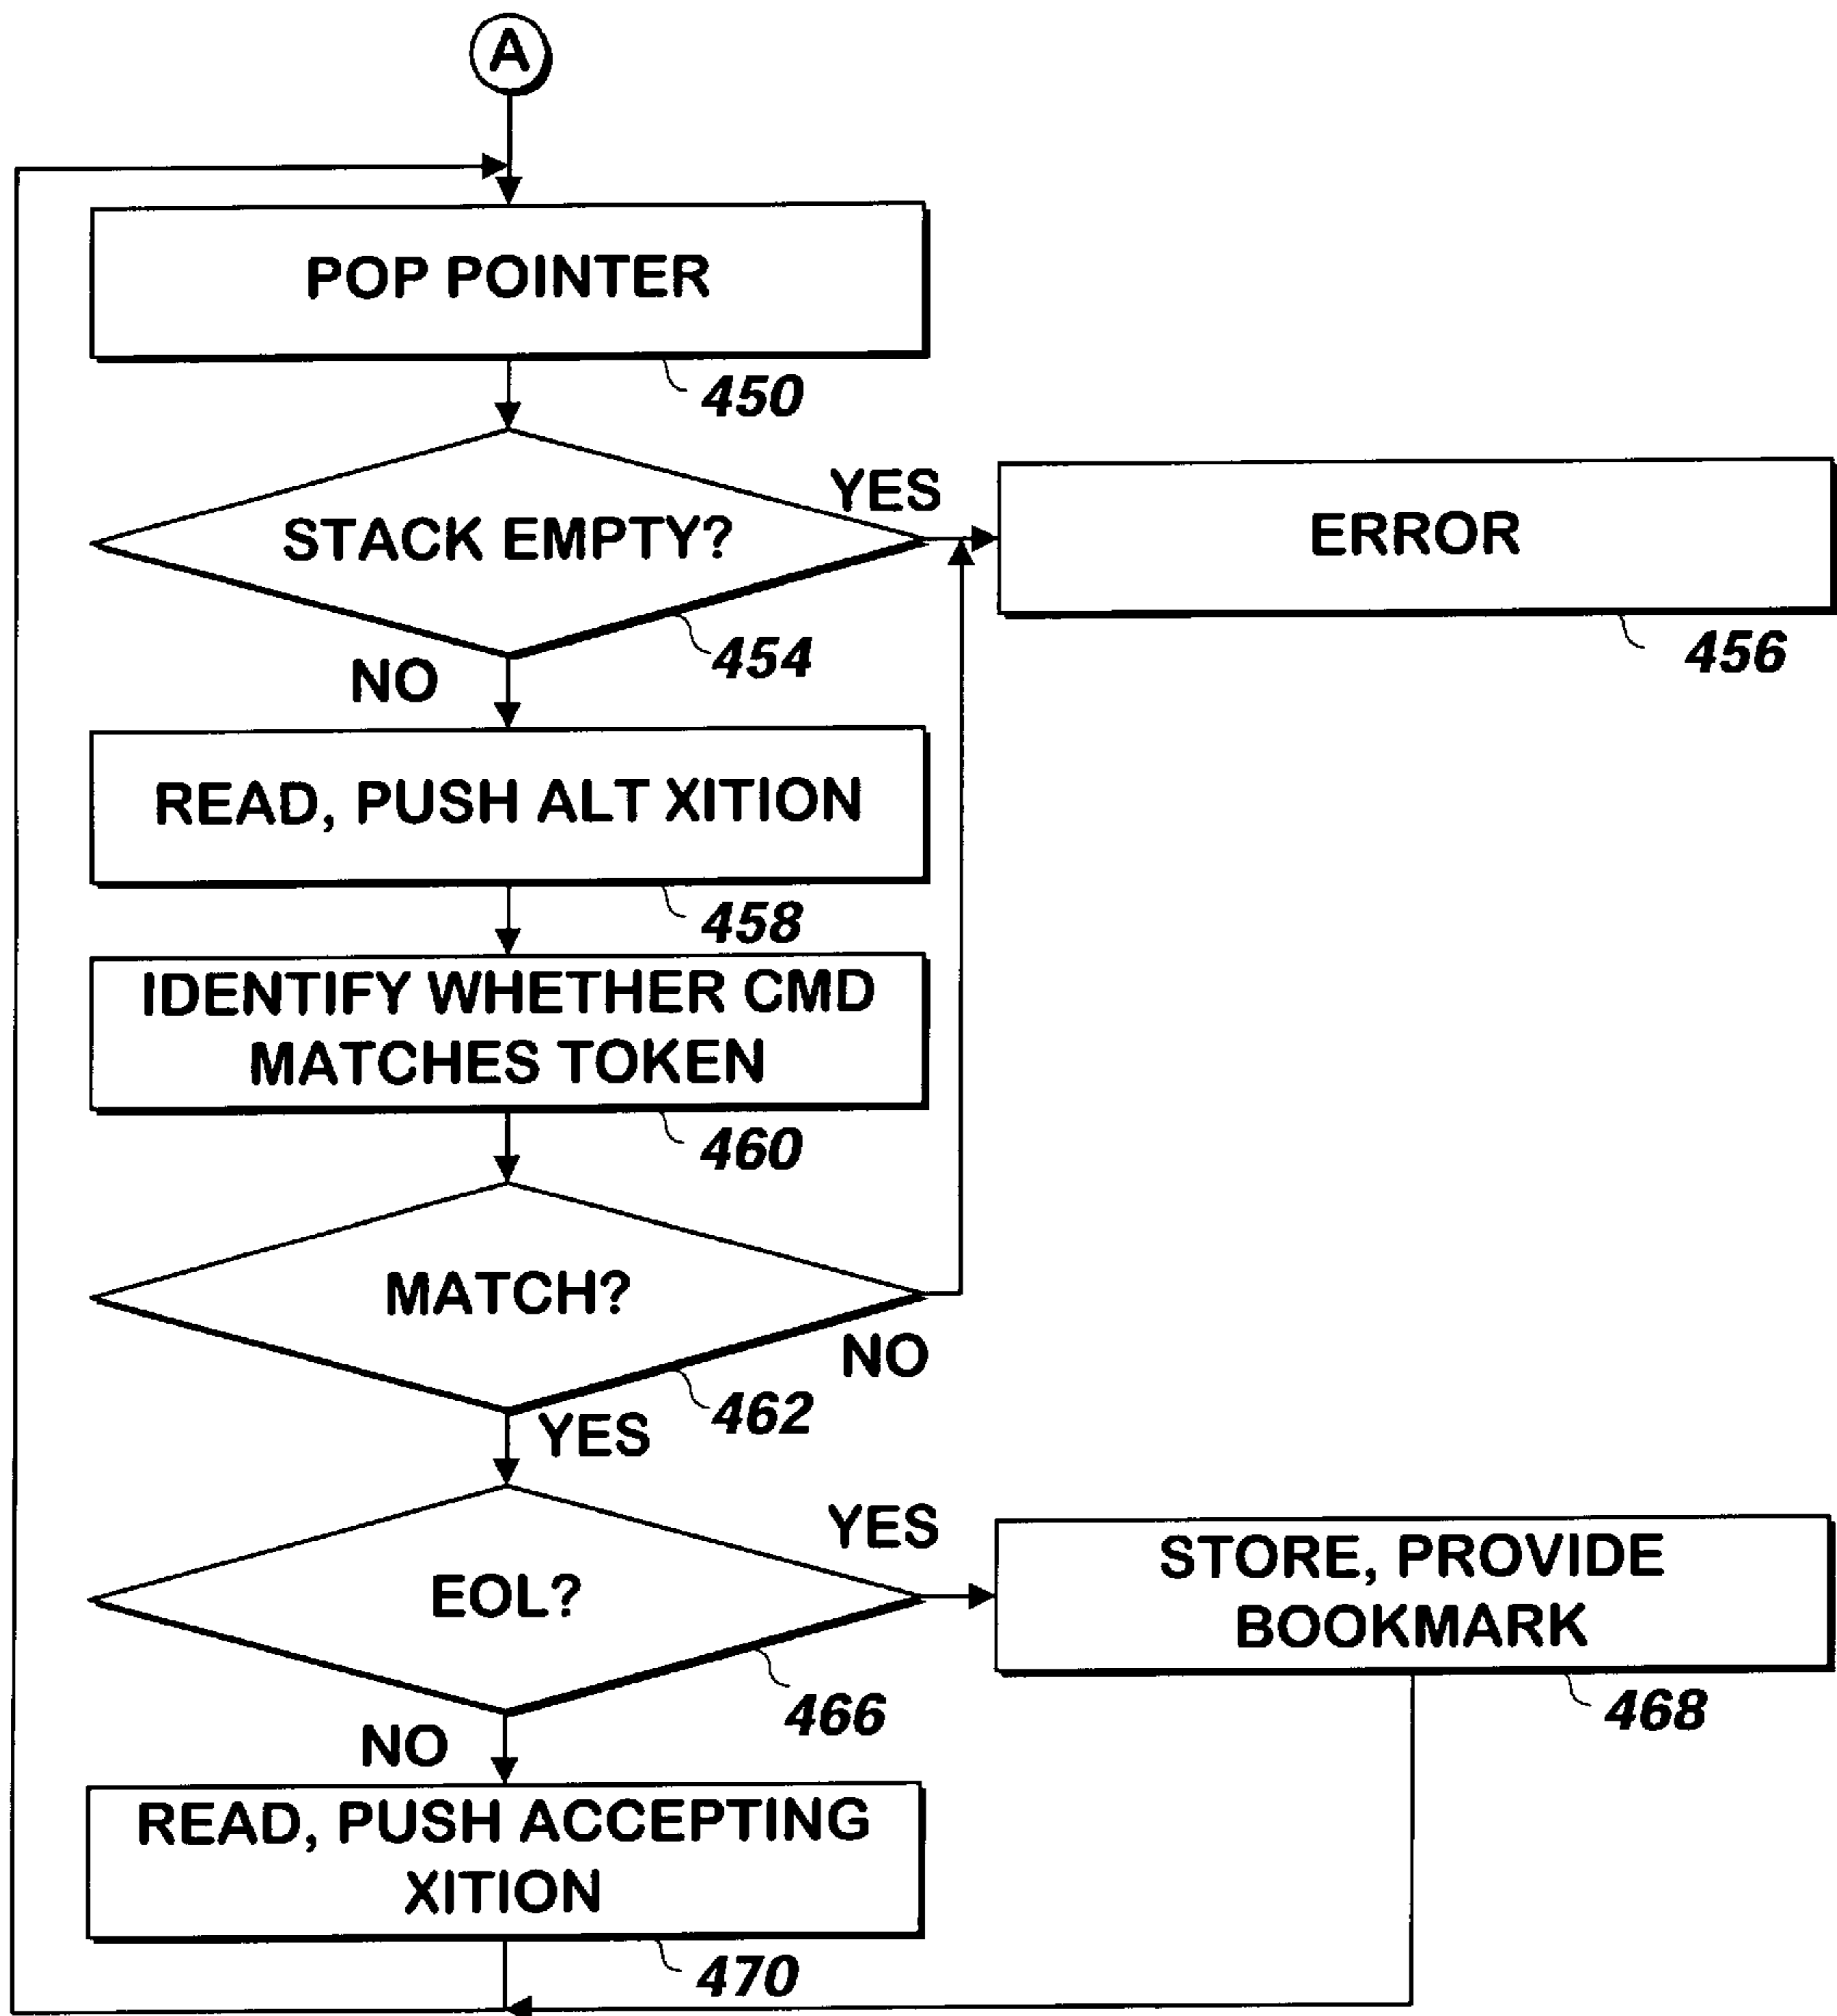 A
POP POINTER
450
STACK EMPTY?
YES
ERROR
454
456
NO
READ, PUSH ALT XITION
458
IDENTIFY WHETHER CMD
MATCHES TOKEN
460
MATCH?
NO
462
YES
EOL?
YES
STORE, PROVIDE
BOOKMARK
466
468
NO
READ, PUSH ACCEPTING
XITION
470